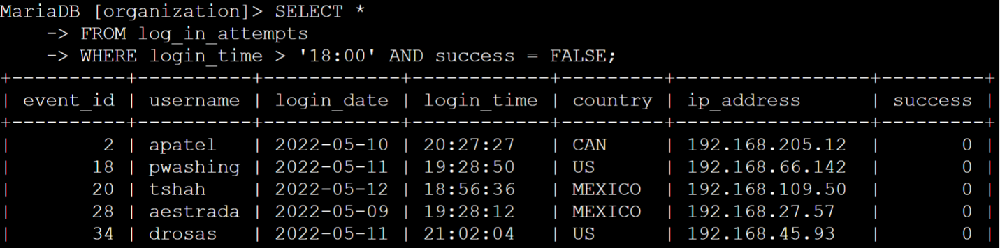 MariaDB [organization]> SELECT *
    -> FROM log_in_attempts
    -> WHERE login_time > '18:00' AND success = FALSE;
+----------+----------+------------+------------+---------+-----------------+---------+
| event_id | username | login_date | login_time | country | ip_address      | success |
+----------+----------+------------+------------+---------+-----------------+---------+
|        2 | apatel   | 2022-05-10 | 20:27:27   | CAN     | 192.168.205.12  |       0 |
|       18 | pwashing | 2022-05-11 | 19:28:50   | US      | 192.168.66.142  |       0 |
|       20 | tshah    | 2022-05-12 | 18:56:36   | MEXICO  | 192.168.109.50  |       0 |
|       28 | aestrada | 2022-05-09 | 19:28:12   | MEXICO  | 192.168.27.57   |       0 |
|       34 | drosas   | 2022-05-11 | 21:02:04   | US      | 192.168.45.93   |       0 |